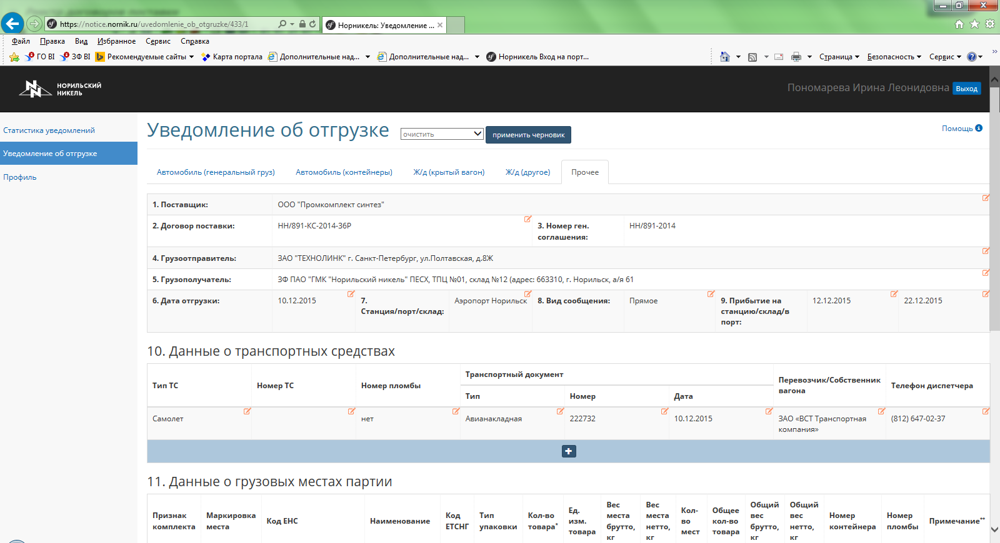 https://notice.nornik.ru/uvedomlenie_ob_otgruzke/433/1
Норникель: Уведомление ...
Файл Правка Вид Избранное Сервис Справка
ГО BI ЗФ BI Рекомендуемые сайты Карта портала Дополнительные над... Дополнительные над... Норникель Вход на порт... Страница Безопасность Сервис
НОРИЛЬСКИЙ
НИКЕЛЬ
Пономарева Ирина Леонидовна Выход
Статистика уведомлений
Уведомление об отгрузке
Профиль
Уведомление об отгрузке очистить применить черновик
Помощь
Автомобиль (генеральный груз) Автомобиль (контейнеры) Ж/д (крытый вагон) Ж/д (другое) Прочее
1. Поставщик: ООО "Промкомплект синтез"
2. Договор поставки: НН/891-КС-2014-36Р 3. Номер ген. соглашения: НН/891-2014
4. Грузоотправитель: ЗАО "ТЕХНОЛИНК" г. Санкт-Петербург, ул.Полтавская, д.8Ж
5. Грузополучатель: ЗФ ПАО "ГМК "Норильский никель" ПЕСХ, ТПЦ №01, склад №12 (адрес: 663310, г. Норильск, а/я 61
6. Дата отгрузки: 10.12.2015 7. Станция/порт/склад: Аэропорт Норильск 8. Вид сообщения: Прямое 9. Прибытие на станцию/склад/в порт: 12.12.2015 22.12.2015
10. Данные о транспортных средствах
Тип ТС Номер ТС Номер пломбы Транспортный документ Перевозчик/Собственник вагона Телефон диспетчера
Тип Номер Дата
Самолет нет Авианакладная 222732 10.12.2015 ЗАО «ВСТ Транспортная компания» (812) 647-02-37
11. Данные о грузовых местах партии
Признак комплекта Маркировка места Код ЕНС Наименование Код ЕТСНГ Тип упаковки Кол-во товара* Ед. изм. товара Вес места брутто, кг Вес места нетто, кг Кол-во мест Общее кол-во товара Общий вес брутто, кг Общий вес нетто, кг Номер контейнера Номер пломбы Примечание**